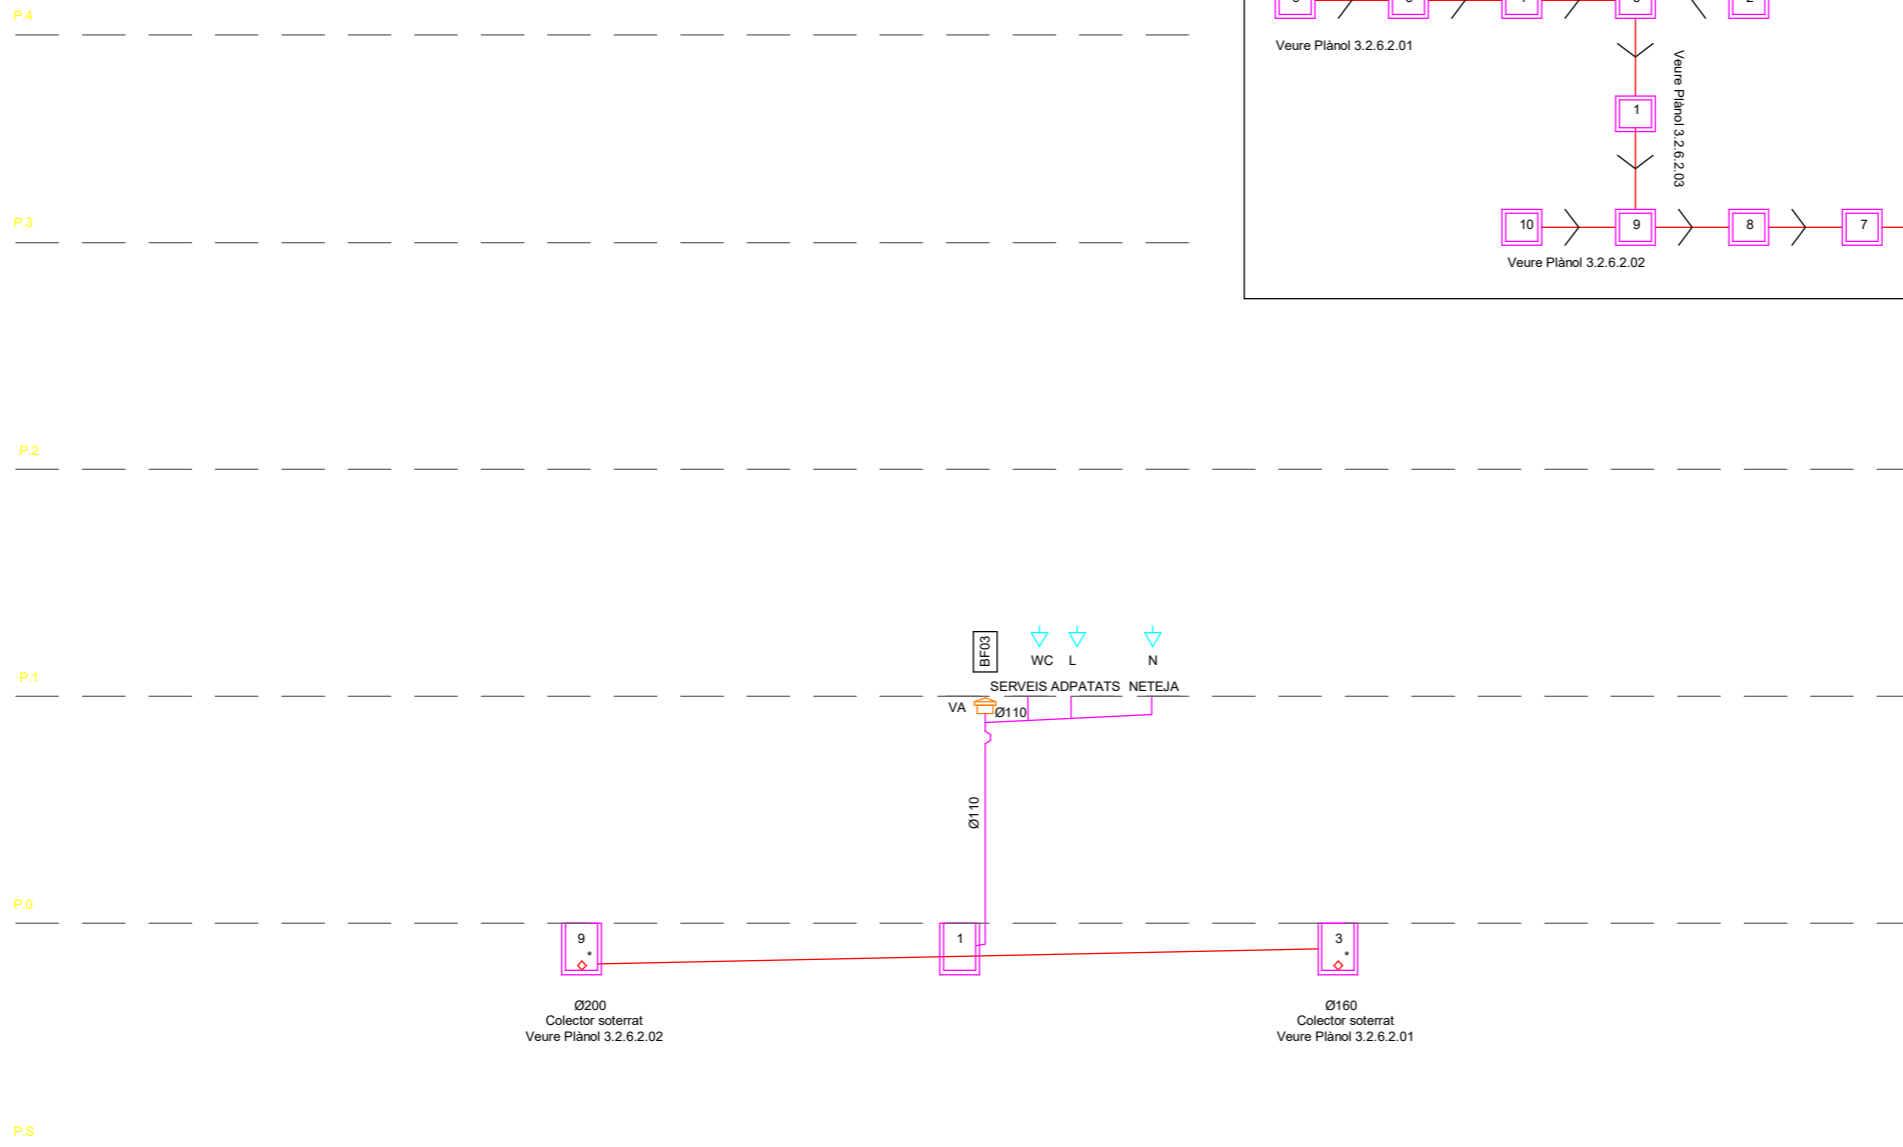 P.4
Veure Plànol 3.2.6.2.01
Veure Plànol 3.2.6.2.03
1
P.3
10
9
8
7
Veure Plànol 3.2.6.2.02
P.2
BF03
WC
L
N
P.1
SERVEIS ADPATATS
NETEJA
VA
Ø110
Ø110
P.0
9
*
1
3
*
Ø200
Colector soterrat
Veure Plànol 3.2.6.2.02
Ø160
Colector soterrat
Veure Plànol 3.2.6.2.01
P.S